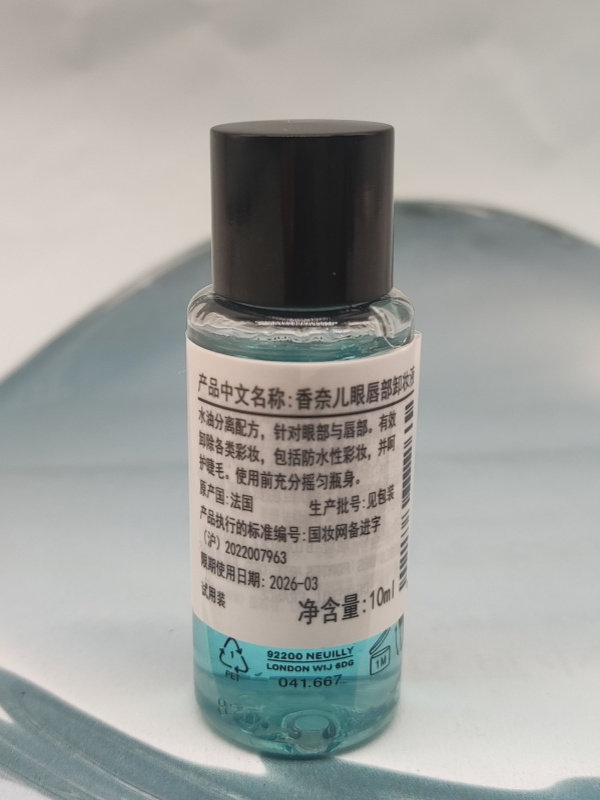 产品中文名称:香奈儿眼唇部卸妆液
水油分离配方，针对眼部与唇部。有效
卸除各类彩妆，包括防水性彩妆，并呵
护睫毛。使用前充分摇匀瓶身。
原产国:法国 生产批号:见包装
产品执行的标准编号:国妆网备进字
（沪）2022007963
限期使用日期: 2026-03
试用装 净含量:10ml
1
PET
92200 NEUILLY
LONDON W1J 6DG
041.667
1M